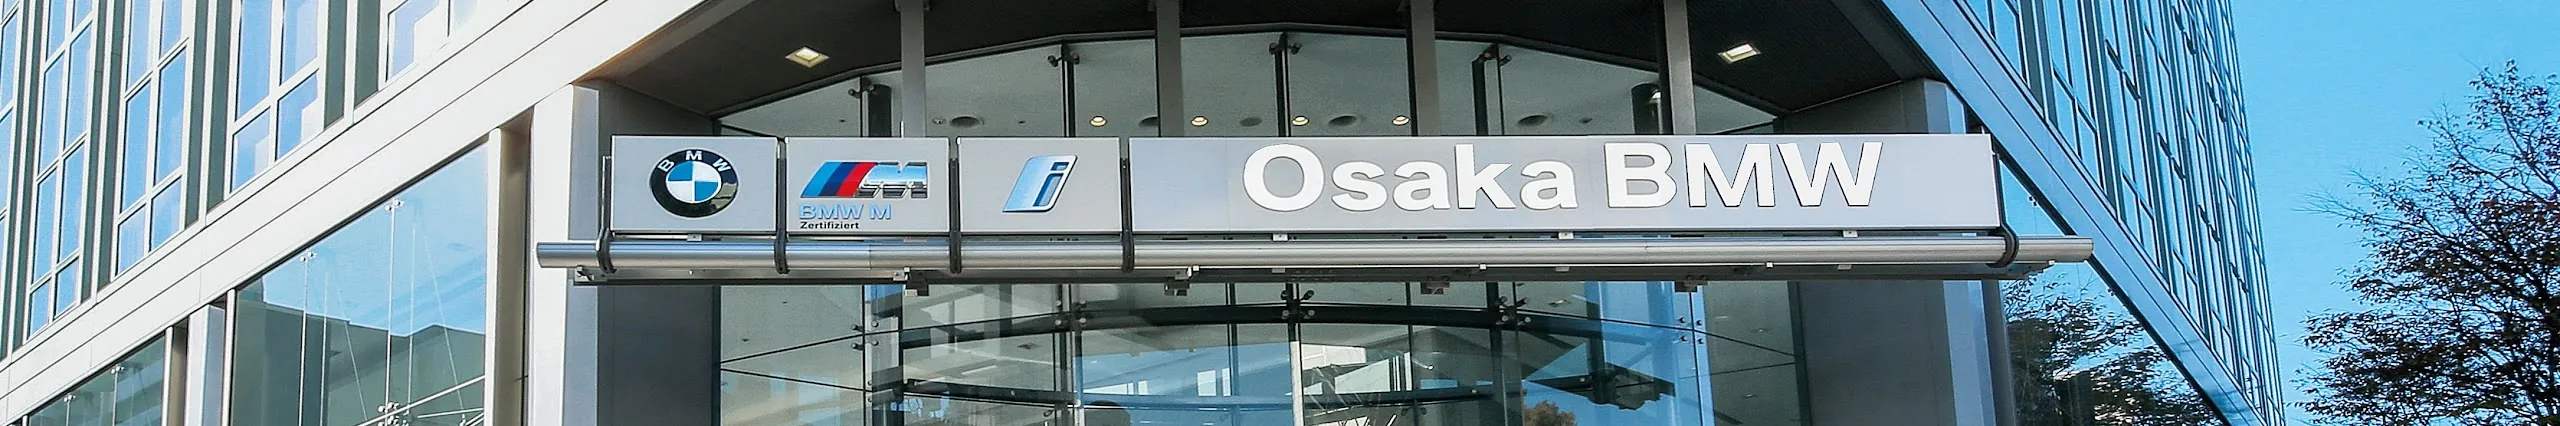 BMW
M
BMW M
Zertifiziert
i
Osaka BMW